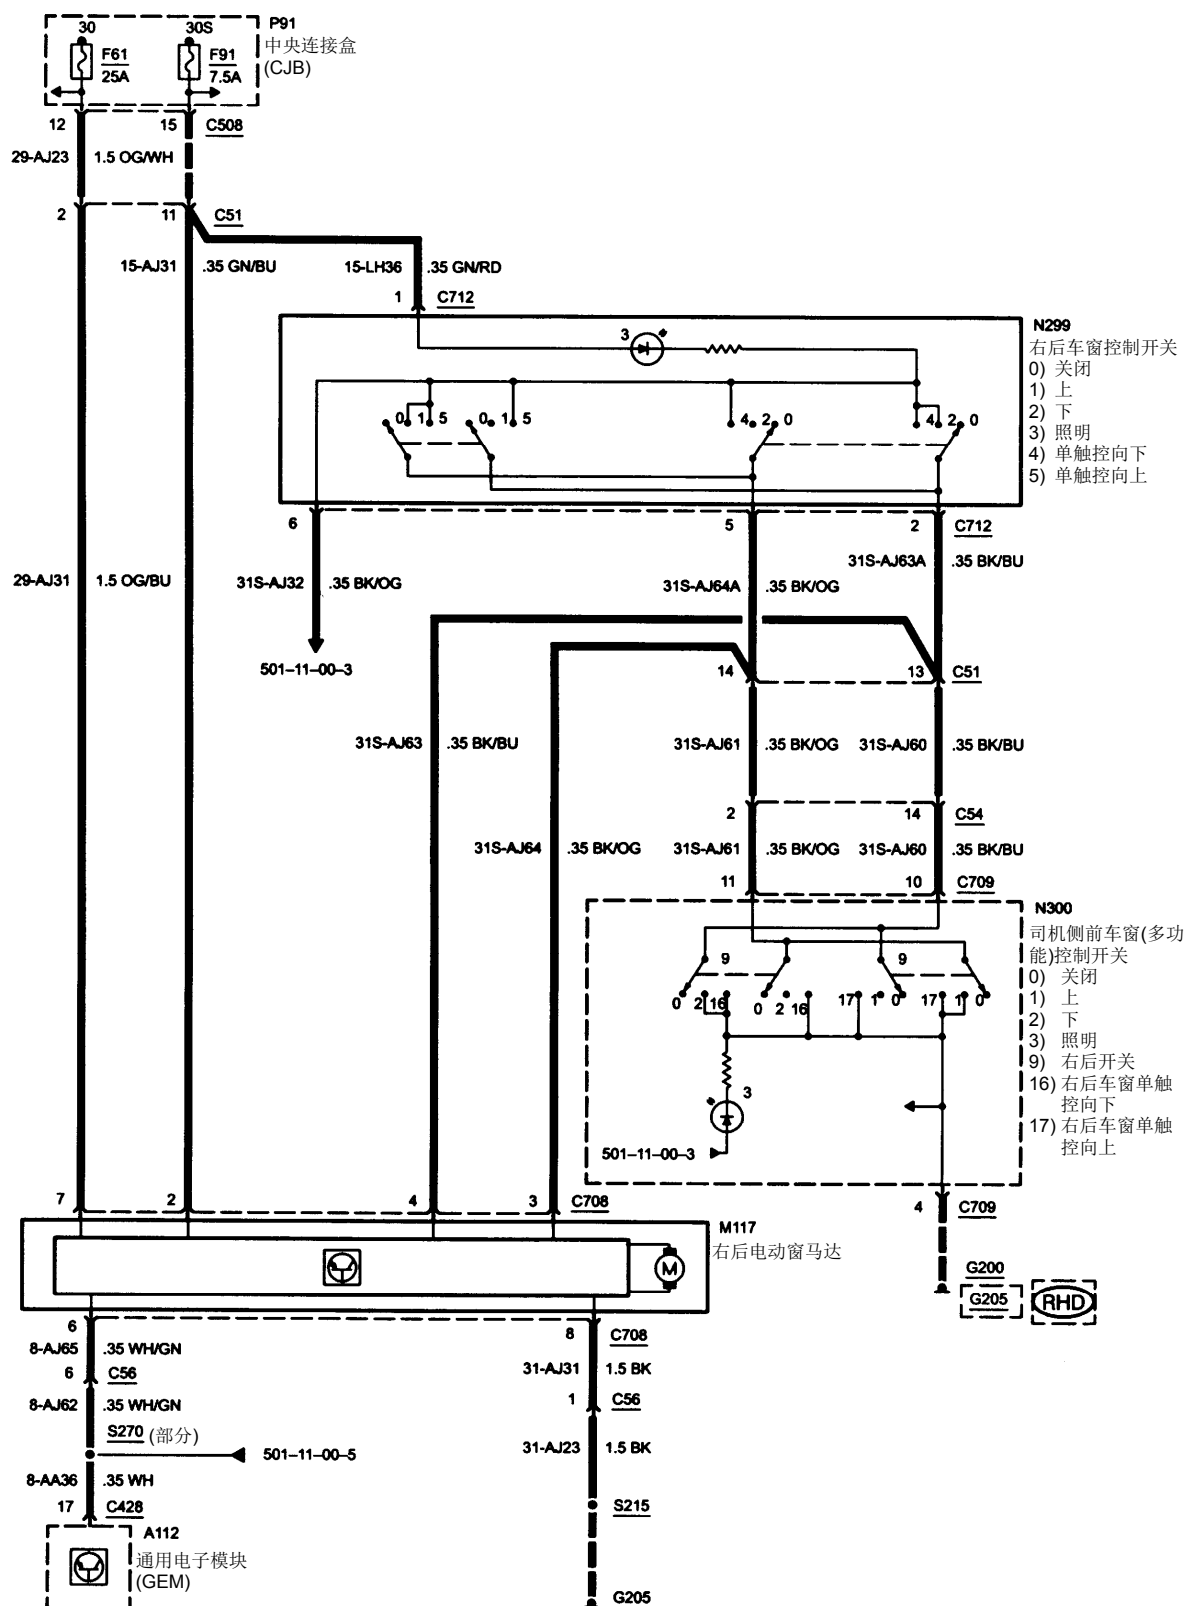 30
30S
P91
中央连接盒
(CJB)
F61
25A
F91
7.5A
12
15
C508
29-AJ23
1.5 OG/WH
2
11
C51
15-AJ31
.35 GN/BU
15-LH36
.35 GN/RD
1
C712
3
*
N299
右后车窗控制开关
0) 关闭
1) 上
2) 下
3) 照明
4) 单触控向下
5) 单触控向上
0 1 5
0 1 5
4 2 0
4 2 0
6
5
2
C712
29-AJ31
1.5 OG/BU
31S-AJ32
.35 BK/OG
31S-AJ64A
.35 BK/OG
31S-AJ63A
.35 BK/BU
501-11-00-3
14
13
C51
31S-AJ63
.35 BK/BU
31S-AJ61
.35 BK/OG
31S-AJ60
.35 BK/BU
2
14
C54
31S-AJ64
.35 BK/OG
31S-AJ61
.35 BK/OG
31S-AJ60
.35 BK/BU
11
10
C709
N300
司机侧前车窗(多功
能)控制开关
0) 关闭
1) 上
2) 下
3) 照明
9) 右后开关
16) 右后车窗单触
控向下
17) 右后车窗单触
控向上
9
9
0 2 16
0 2 16
17 1 0
17 1 0
*
3
501-11-00-3
7
2
4
3
C708
4
C709
M117
右后电动窗马达
M
G200
G205
RHD
6
8
C708
8-AJ65
.35 WH/GN
31-AJ31
1.5 BK
6
C56
1
C56
8-AJ62
.35 WH/GN
S270 (部分)
501-11-00-5
31-AJ23
1.5 BK
8-AA36
.35 WH
17
C428
S215
A112
通用电子模块
(GEM)
G205